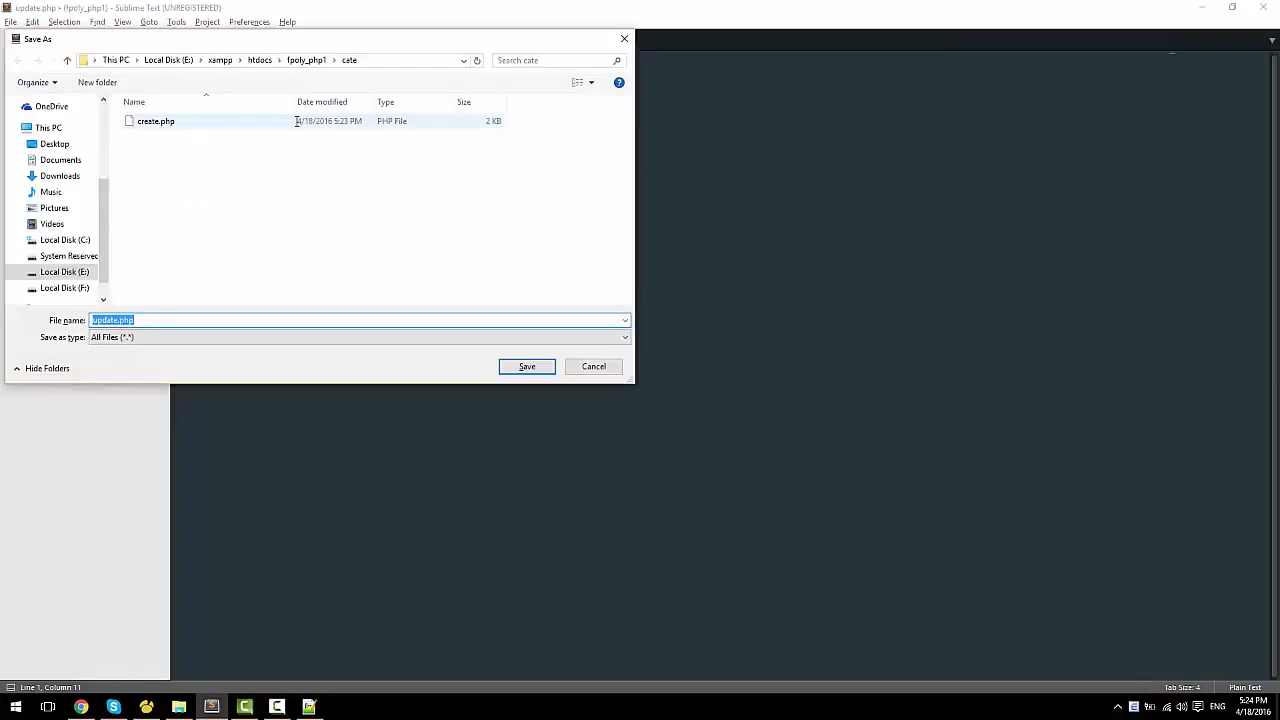 update.php • (fpoly_php1) - Sublime Text (UNREGISTERED)
File Edit Selection Find View Goto Tools Project Preferences Help
Save As
This PC Local Disk (E:) xampp htdocs fpoly_php1 cate
Search cate
Organize
New folder
Name Date modified Type Size
create.php 4/18/2016 5:23 PM PHP File 2 KB
OneDrive
This PC
Desktop
Documents
Downloads
Music
Pictures
Videos
Local Disk (C:)
System Reserved
Local Disk (E:)
Local Disk (F:)
File name: update.php
Save as type: All Files (*.*)
Hide Folders
Save
Cancel
Line 1, Column 11
Tab Size: 4
Plain Text
ENG
5:24 PM
4/18/2016